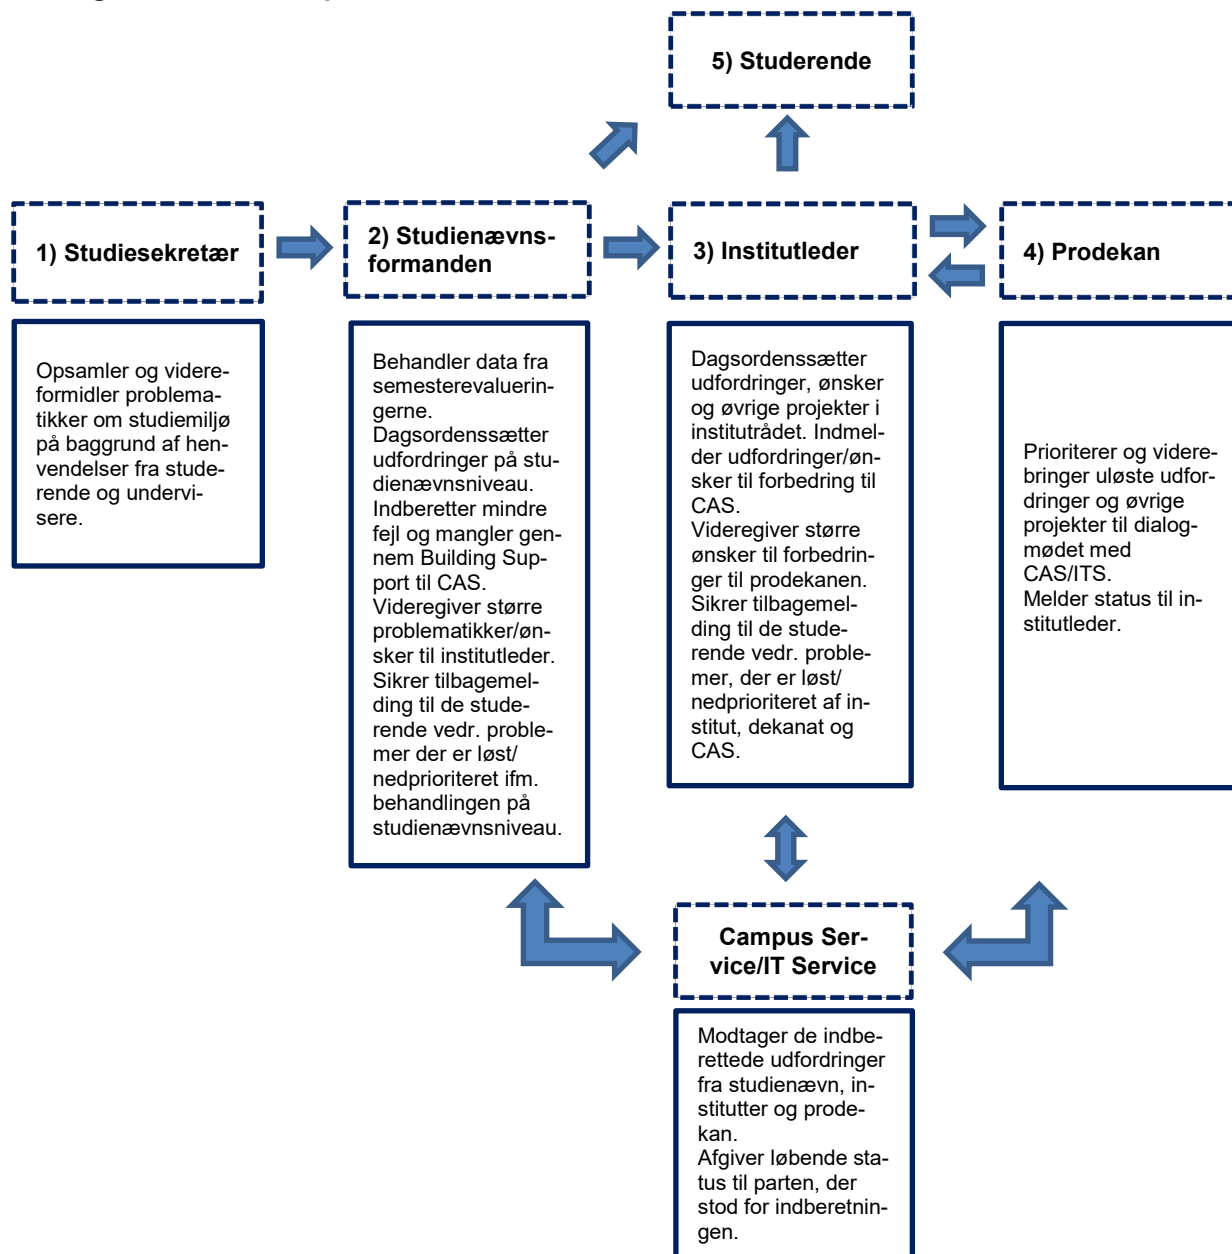 5) Studerende
1) Studiesekretær
2) Studienævns-
formanden
3) Institutleder
4) Prodekan
Opsamler og videre-
formidler problema-
tikker om studiemiljø
på baggrund af hen-
vendelser fra stude-
rende og undervi-
sere.
Behandler data fra
semesterevaluerin-
gerne.
Dagsordenssætter
udfordringer på stu-
dienævnsniveau.
Indberetter mindre
fejl og mangler gen-
nem Building Sup-
port til CAS.
Videregiver større
problematikker/øn-
sker til institutleder.
Sikrer tilbagemel-
ding til de stude-
rende vedr. proble-
mer der er løst/
nedprioriteret ifm.
behandlingen på
studienævnsniveau.
Dagsordenssætter
udfordringer, ønsker
og øvrige projekter i
institutrådet. Indmel-
der udfordringer/øn-
sker til forbedring til
CAS.
Videregiver større
ønsker til forbedrin-
ger til prodekanen.
Sikrer tilbagemel-
ding til de stude-
rende vedr. proble-
mer, der er løst/
nedprioriteret af in-
stitut, dekanat og
CAS.
Prioriterer og videre-
bringer uløste udfor-
dringer og øvrige
projekter til dialog-
mødet med
CAS/ITS.
Melder status til in-
stitutleder.
Campus Ser-
vice/IT Service
Modtager de indbe-
rettede udfordringer
fra studienævn, in-
stitutter og prode-
kan.
Afgiver løbende sta-
tus til parten, der
stod for indberetnin-
gen.